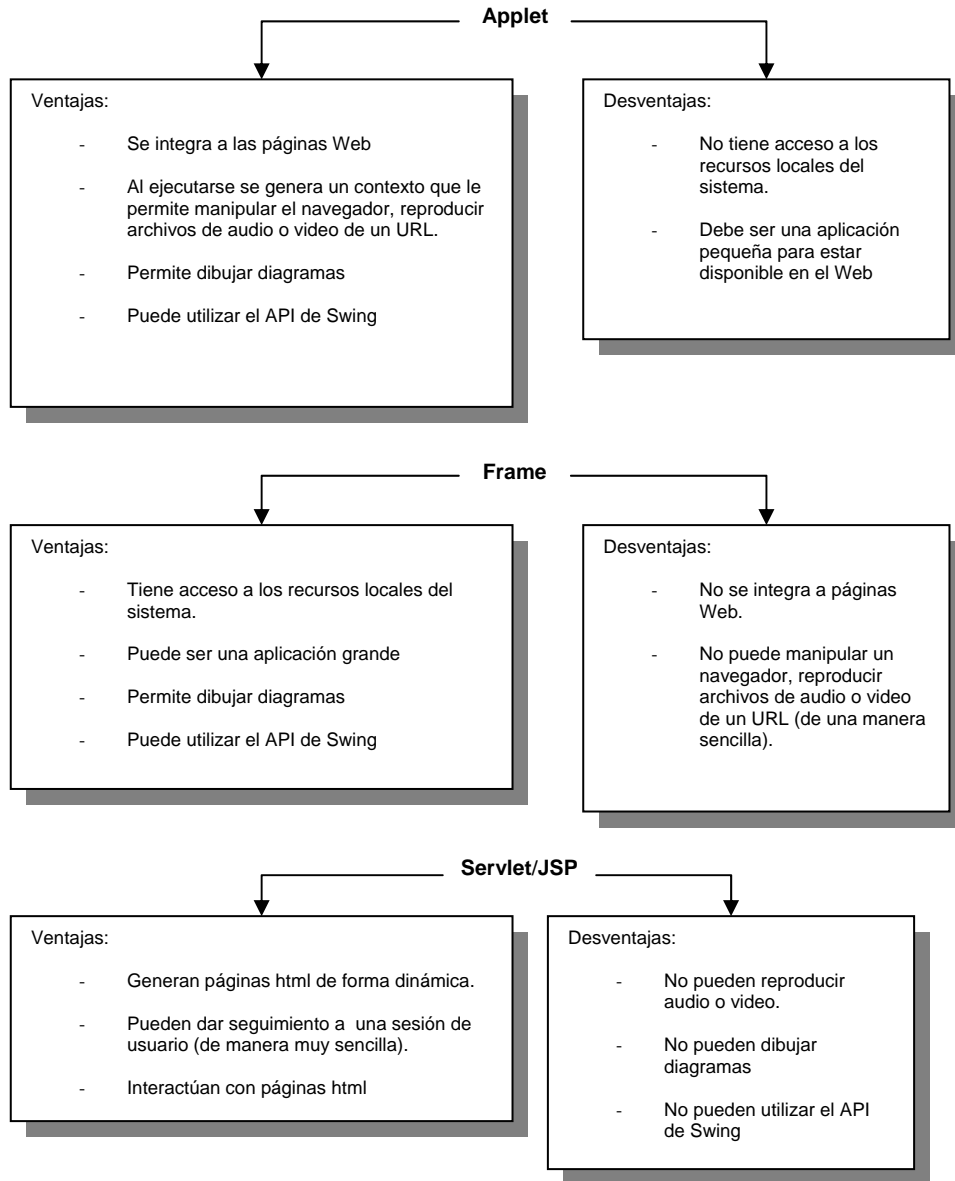 Applet
Ventajas:
- Se integra a las páginas Web
- Al ejecutarse se genera un contexto que le
permite manipular el navegador, reproducir
archivos de audio o video de un URL.
- Permite dibujar diagramas
- Puede utilizar el API de Swing
Desventajas:
- No tiene acceso a los
recursos locales del
sistema.
- Debe ser una aplicación
pequeña para estar
disponible en el Web
Frame
Ventajas:
- Tiene acceso a los recursos locales del
sistema.
- Puede ser una aplicación grande
- Permite dibujar diagramas
- Puede utilizar el API de Swing
Desventajas:
- No se integra a páginas
Web.
- No puede manipular un
navegador, reproducir
archivos de audio o video
de un URL (de una manera
sencilla).
Servlet/JSP
Ventajas:
- Generan páginas html de forma dinámica.
- Pueden dar seguimiento a  una sesión de
usuario (de manera muy sencilla).
- Interactúan con páginas html
Desventajas:
- No pueden reproducir
audio o video.
- No pueden dibujar
diagramas
- No pueden utilizar el API
de Swing